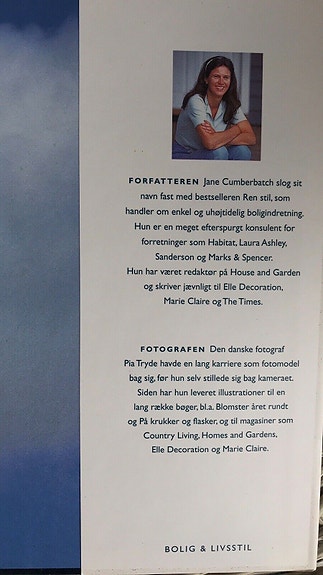 FORFATTEREN Jane Cumberbatch slog sit
navn fast med bestselleren Ren stil, som
handler om enkel og uhøjtidelig boligindretning.
Hun er en meget efterspurgt konsulent for
forretninger som Habitat, Laura Ashley,
Sanderson og Marks & Spencer.
Hun har været redaktør på House and Garden
og skriver jævnligt til Elle Decoration,
Marie Claire og The Times.
FOTOGRAFEN Den danske fotograf
Pia Tryde havde en lang karriere som fotomodel
bag sig, før hun selv stillede sig bag kameraet.
Siden har hun leveret illustrationer til en
lang række bøger, bl.a. Blomster året rundt
og På krukker og flasker, og til magasiner som
Country Living, Homes and Gardens,
Elle Decoration og Marie Claire.
BOLIG & LIVSSTIL